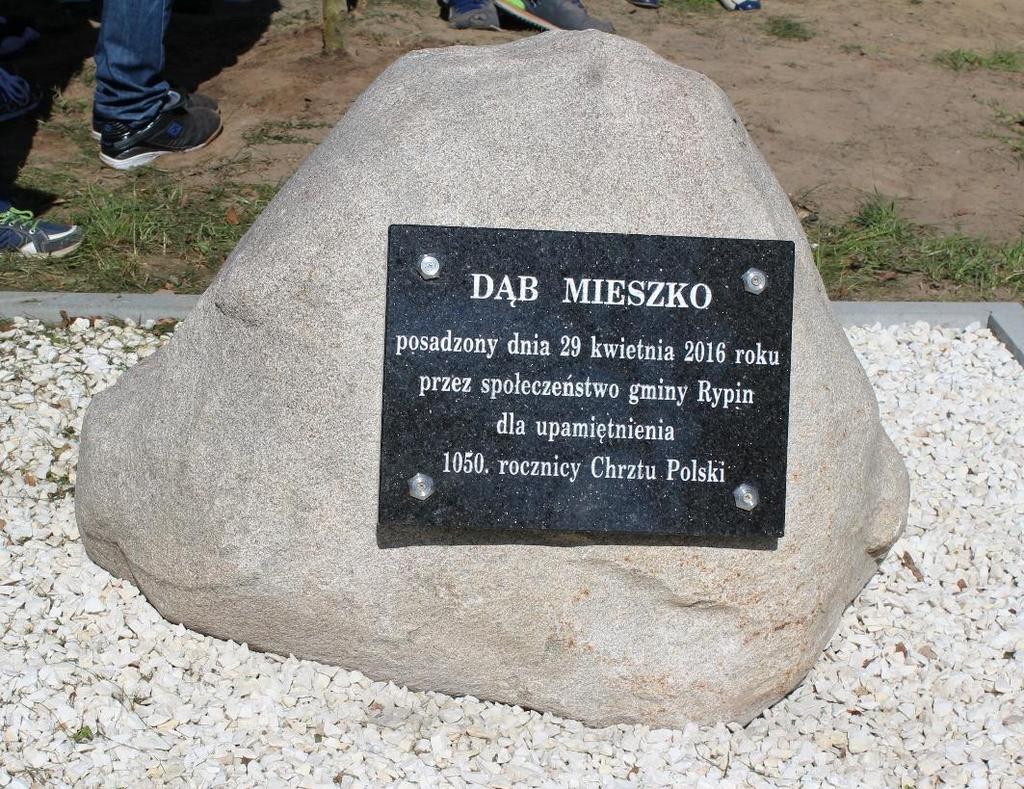 DĄB MIESZKO
posadzony dnia 29 kwietnia 2016 roku
przez społeczeństwo gminy Rypin
dla upamiętnienia
1050. rocznicy Chrztu Polski